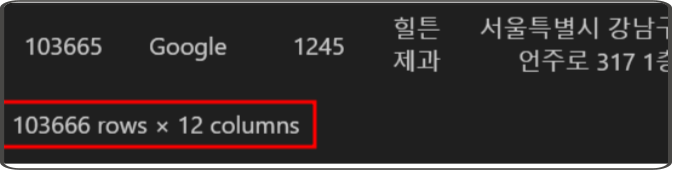 103665 Google 1245 힐튼제과 서울특별시 강남구
언주로 317 1층
103666 rows × 12 columns